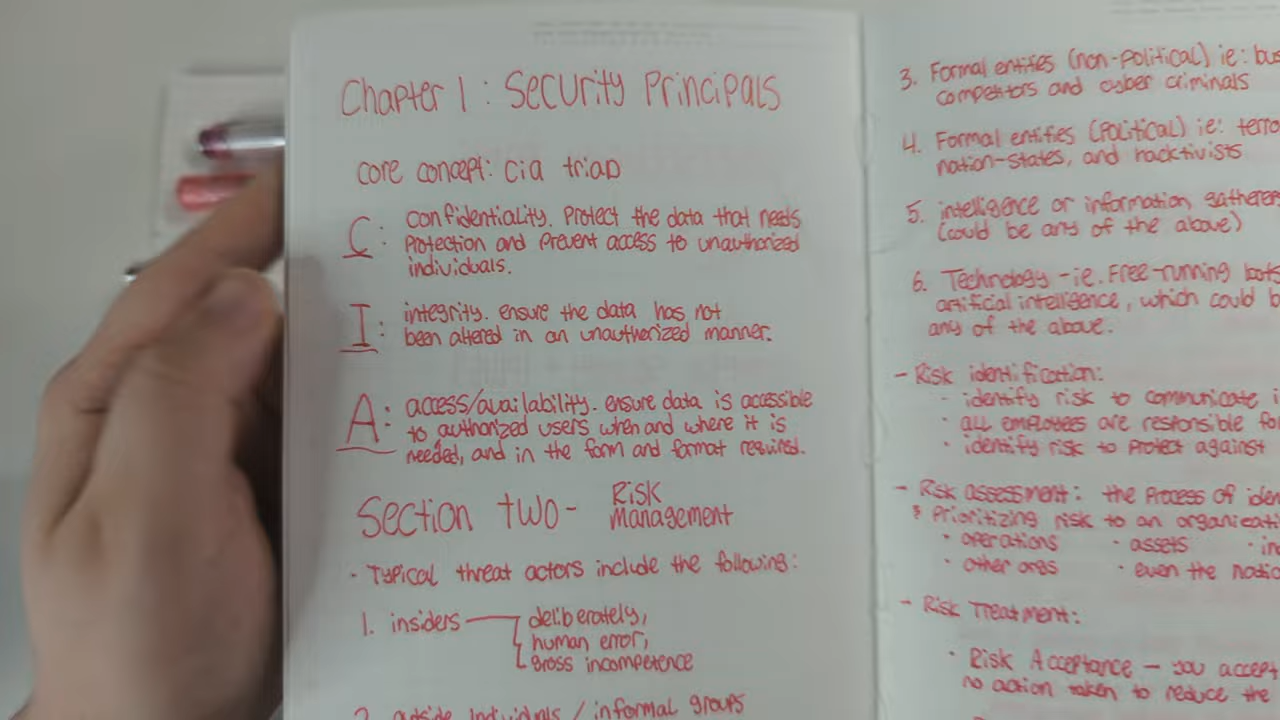 Chapter 1: Security Principals
core concept: cia triad
C: confidentiality. Protect the data that needs
protection and prevent access to unauthorized
individuals.
I: integrity. ensure the data has not
been altered in an unauthorized manner.
A: access/availability. ensure data is accessible
to authorized users when and where it is
needed, and in the form and format required.
Section two- Risk
Management
· Typical threat actors include the following:
1. insiders
deliberately,
human error,
gross incompetence
2. outside individuals / informal groups
3. Formal entities (non-political) ie: bus
competitors and cyber criminals
4. Formal entities (political) ie: terro
nation-states, and hacktivists
5. intelligence or information gatherers
(could be any of the above)
6. Technology - ie. Free-running bots
artificial intelligence, which could b
any of the above.
- Risk identification:
· identify risk to communicate i
· all employees are responsible for
· identify risk to protect against
- Risk assessment: the process of iden
prioritizing risk to an organizati
· operations · assets · in
· other orgs · even the natio
- Risk Treatment:
· Risk Acceptance - you accept
no action taken to reduce the